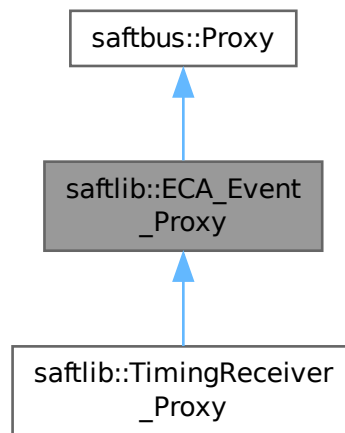 saftbus::Proxy
saftlib::ECA_Event
_Proxy
saftlib::TimingReceiver
_Proxy